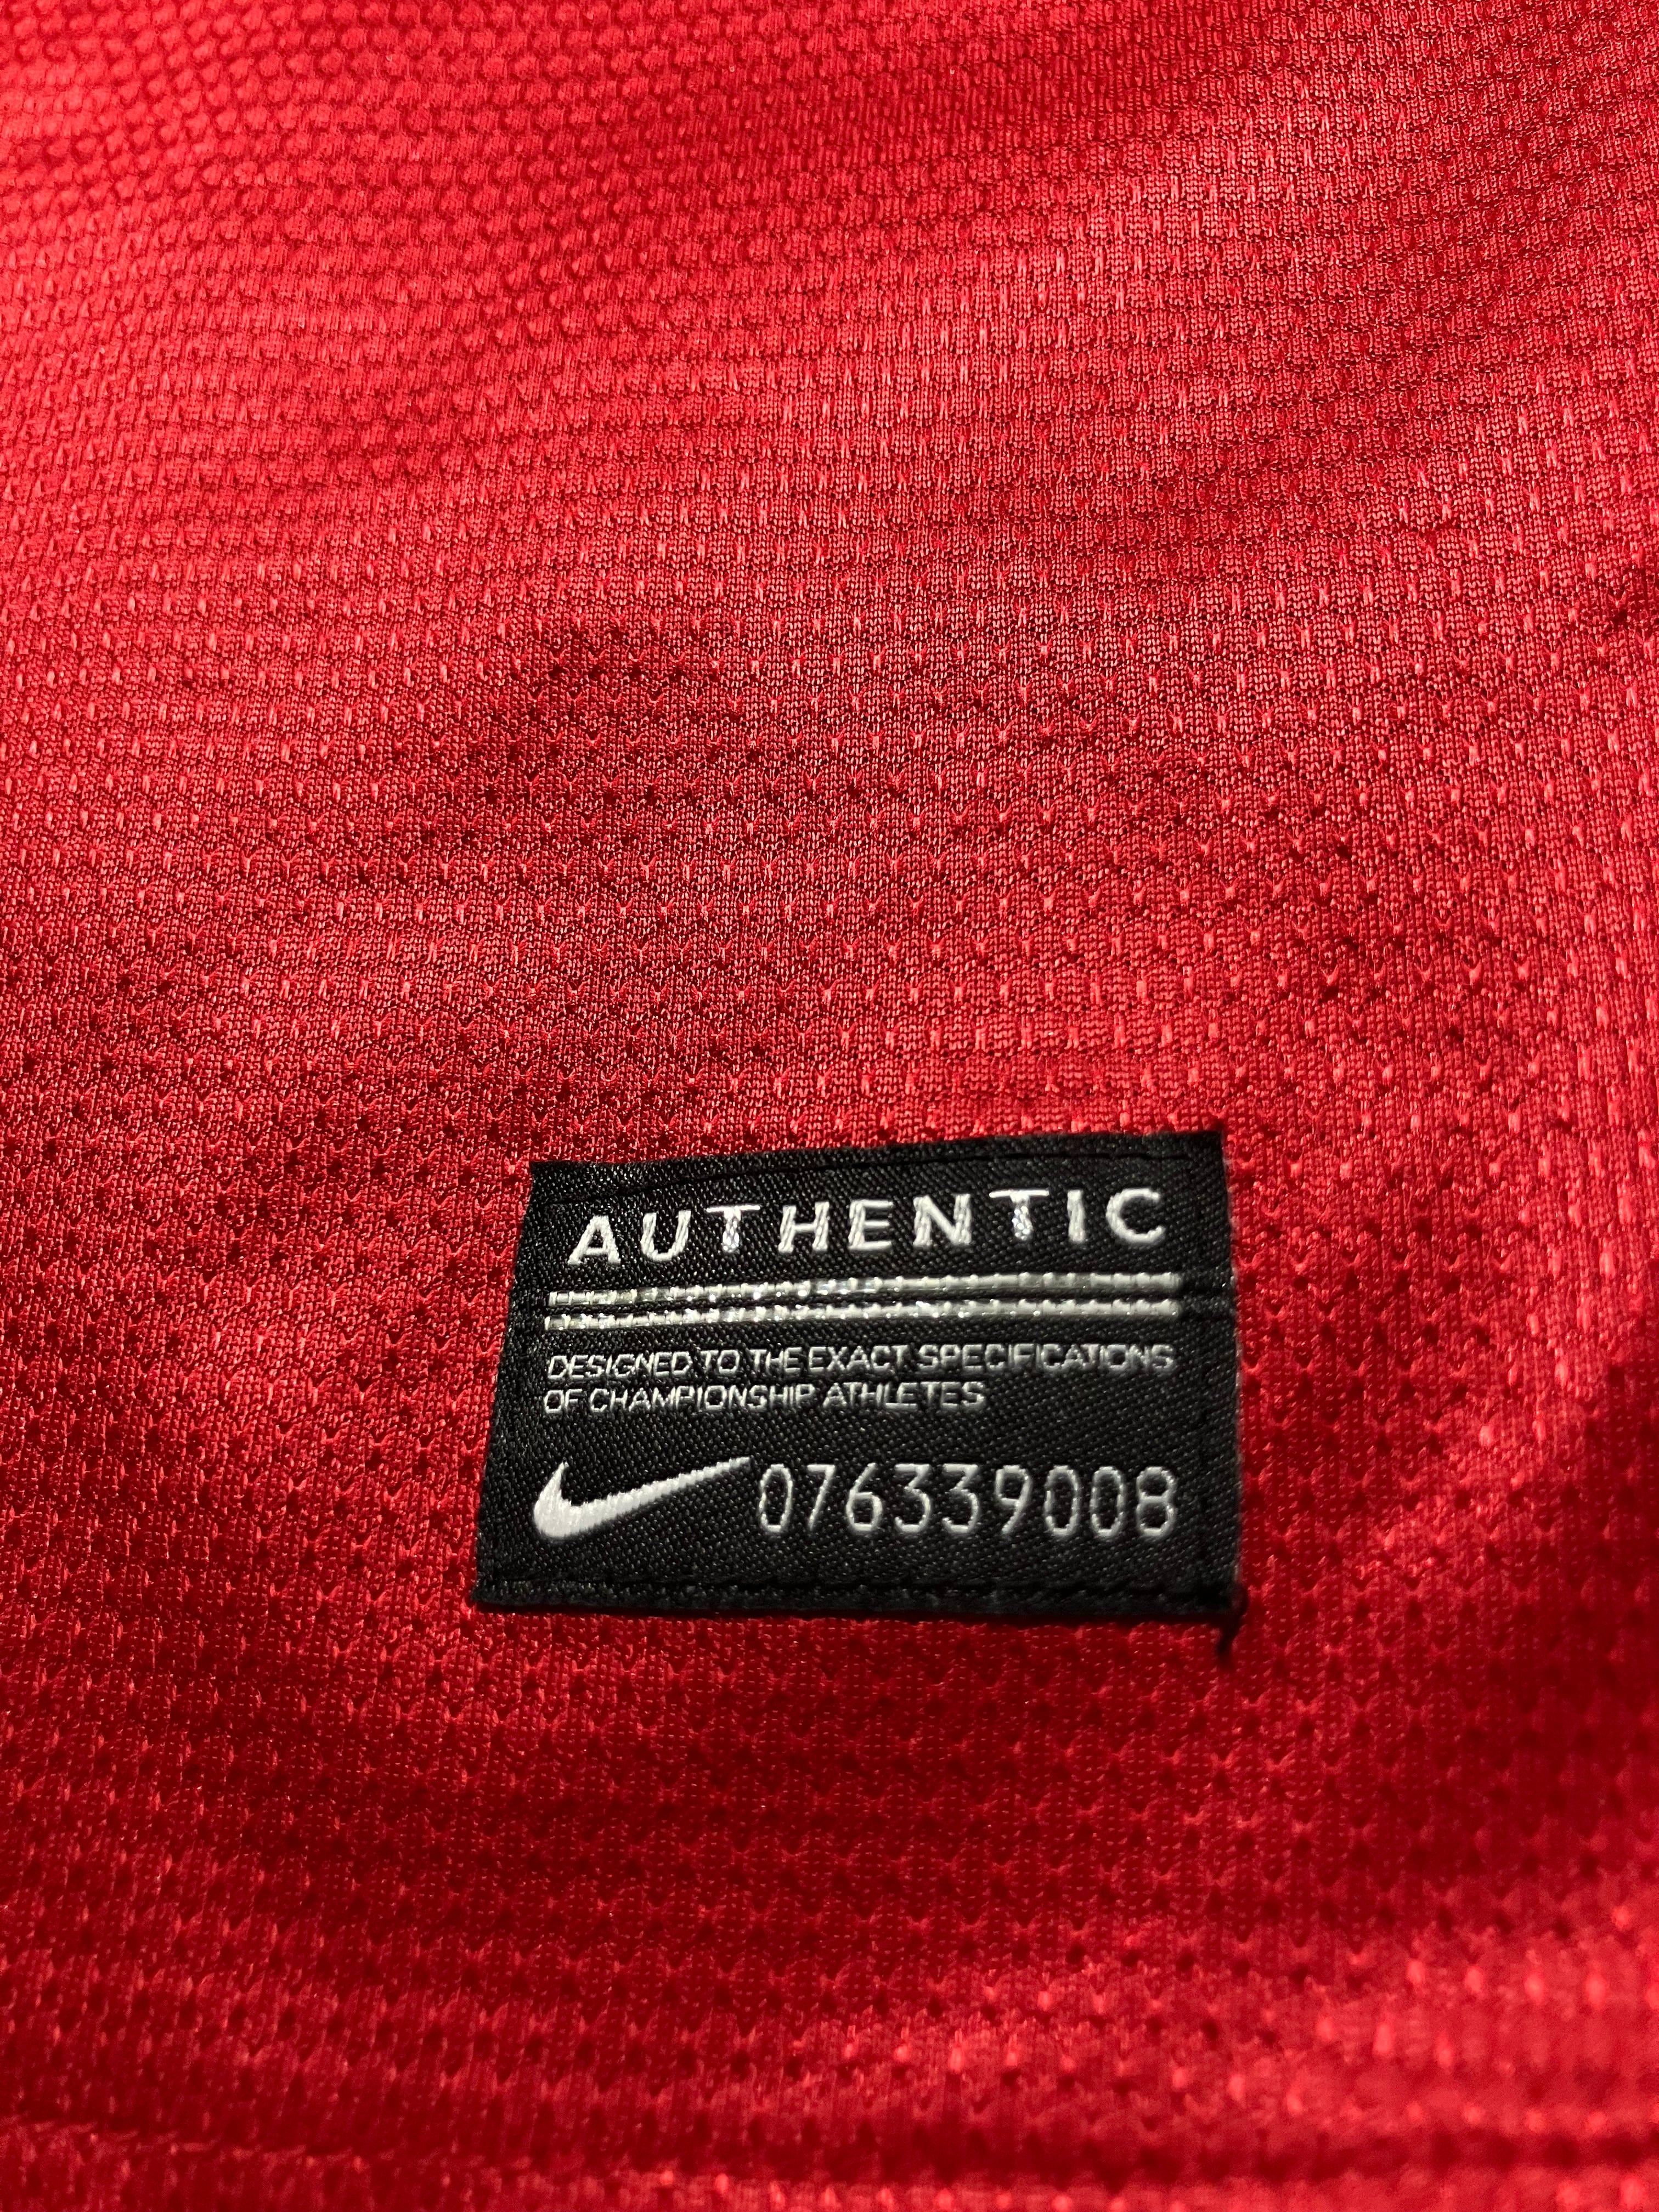 AUTHENTIC
DESIGNED TO THE EXACT SPECIFICATIONS
OF CHAMPIONSHIP ATHLETES
076339008